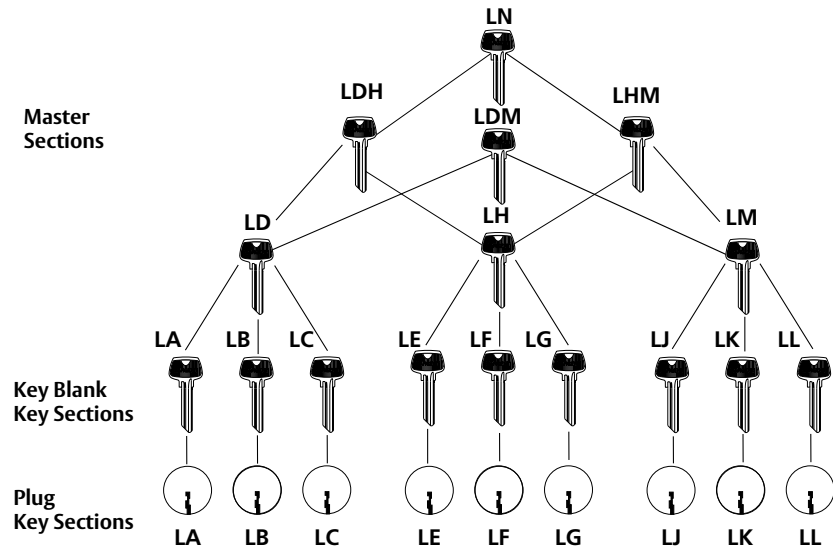 LN
LDH
LHM
LDM
Master
Sections
LD
LH
LM
LA
LB
LC
LE
LF
LG
LJ
LK
LL
Key Blank
Key Sections
Plug
Key Sections
LA
LB
LC
LE
LF
LG
LJ
LK
LL